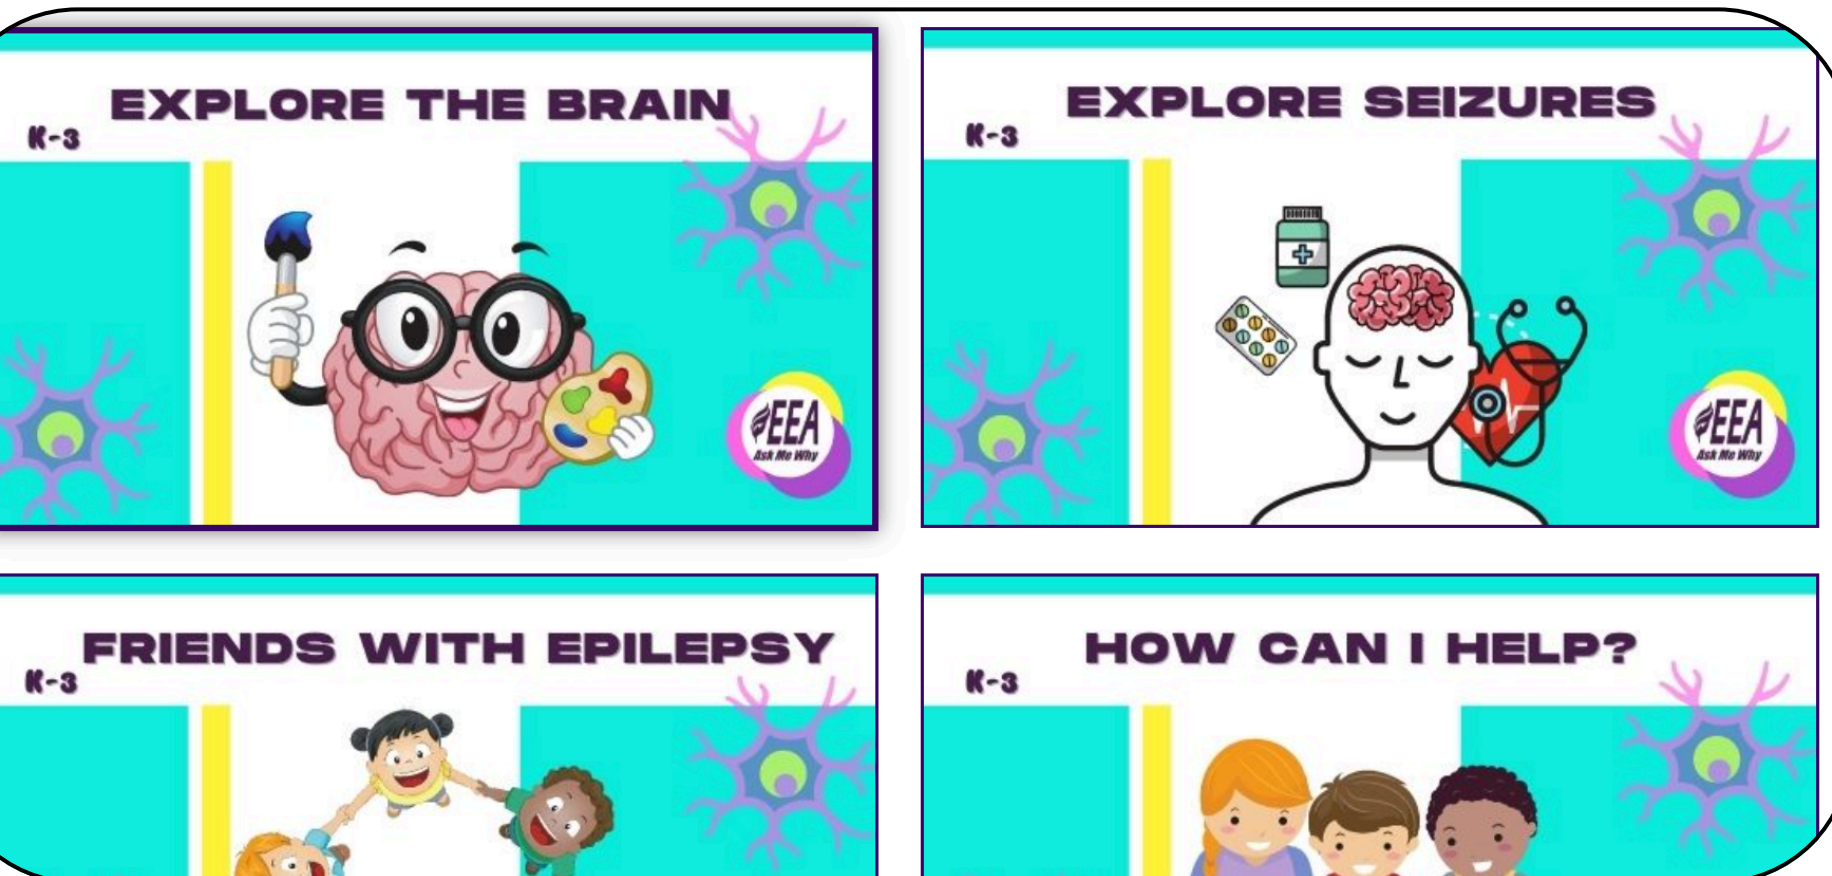 EXPLORE THE BRAIN
K-3
EEA
Ask Me Why
EXPLORE SEIZURES
K-3
EEA
Ask Me Why
FRIENDS WITH EPILEPSY
K-3
HOW CAN I HELP?
K-3